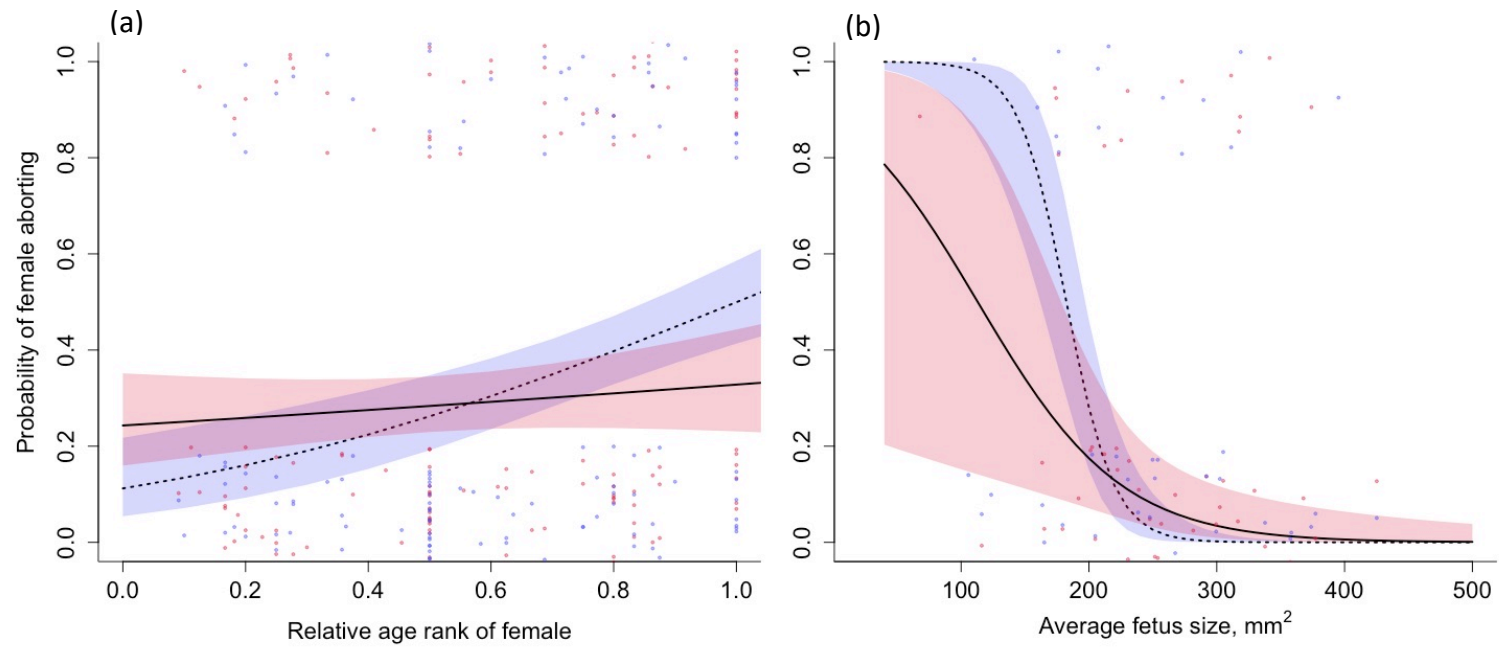 (a)
(b)
Probability of female aborting
1.0
0.8
0.6
0.4
0.2
0.0
0.0 0.2 0.4 0.6 0.8 1.0
Relative age rank of female
1.0
0.8
0.6
0.4
0.2
0.0
100 200 300 400 500
Average fetus size, mm²